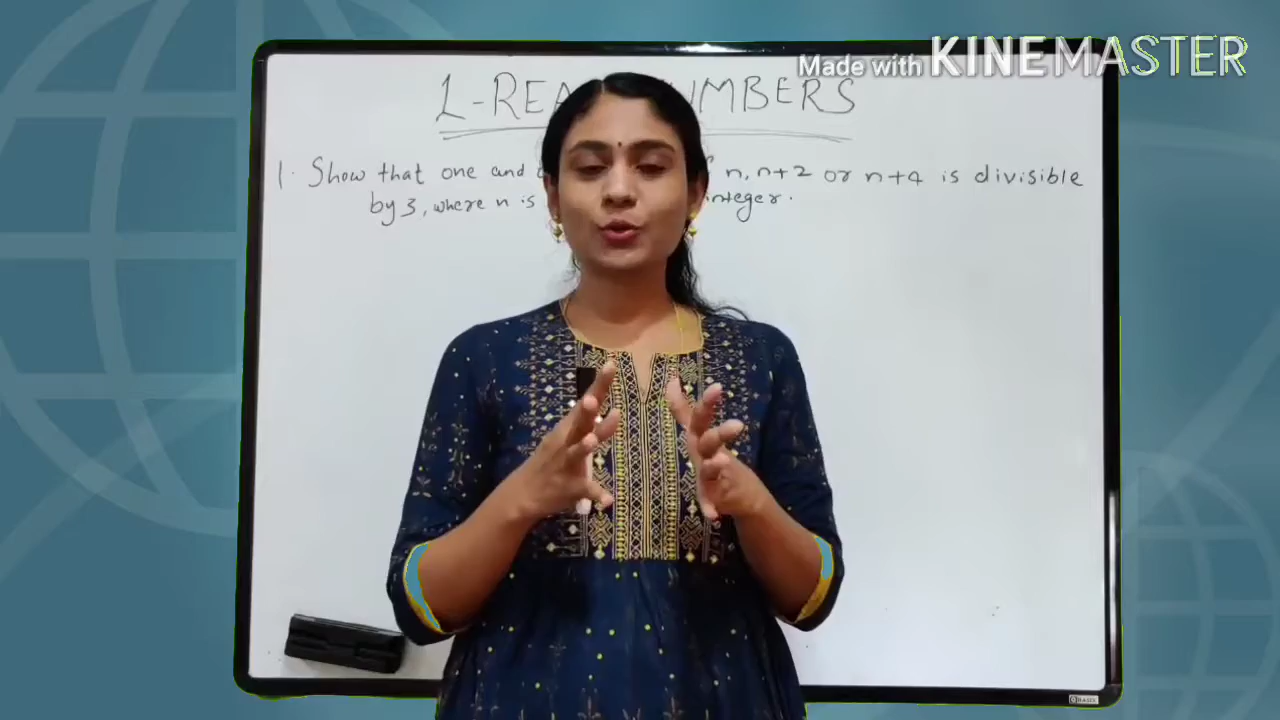 Made with KINEMASTER
1-REA UMBERS
1. Show that one and n, n+2 or n+4 is divisible
by 3, where n is integer.